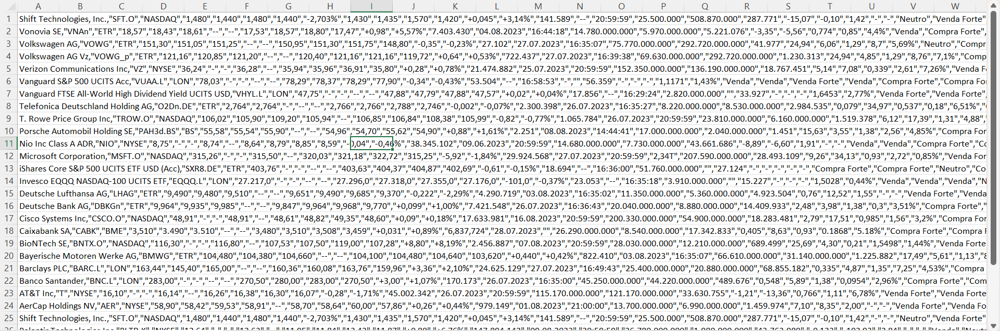 A B C D E F G H I J K L M N O P Q R S T U V W
1 Shift Technologies, Inc.,"SFT.O","NASDAQ","1,480","1,440","1,480","1,440","-2,703%","1,430","1,435","1,570","1,420","+0,045","+3,14%","141.589","--","20:59:59","25.500.000","508.870.000","287.771","-15,07","-0,10","1,42","-","-","Neutro","Venda Forte"
2 Vonovia SE,"VNAn","ETR","18,57","18,43","18,61","--","--","17,53","18,57","18,80","17,47","+0,98","+5,57%","7.403.430","04.08.2023","16:44:18","14.780.000.000","5.970.000.000","5.221.076","-3,35","-5,56","0,774","0,85","4,4%","Venda","Compra Forte",
3 Volkswagen AG,"VOWG","ETR","151,30","151,05","151,25","--","--","150,95","151,30","151,75","148,80","-0,35","-0,23%","27.102","27.07.2023","16:35:07","75.770.000.000","292.720.000.000","41.977","24,94","6,06","1,29","8,7","5,69%","Neutro","Comp
4 Volkswagen AG Vz,"VOWG_p","ETR","121,16","120,85","121,20","--","--","120,40","121,16","121,16","119,72","+0,64","+0,53%","722.437","27.07.2023","16:39:38","69.630.000.000","292.720.000.000","1.230.313","24,94","4,85","1,29","8,76","7,1%","Comp
5 Verizon Communications Inc,"VZ","NYSE","36,24","-","-","36,28","--","35,94","35,96","36,91","35,80","+0,28","+0,78%","21.474.882","25.07.2023","20:59:59","152.350.000.000","136.190.000.000","18.767.451","5,14","7,08","0,339","2,61","7,26%","Venda F
6 Vanguard S&P 500 UCITS Acc,"VUAA.L","LON","78,03","-","-","--","--","78,29","78,37","78,29","77,90","-0,34","-0,43%","53.504","--","16:58:53","-","","56.359","-","-","-","1,1171","1,43%","Venda","Venda","Venda Forte","Venda","Compra Forte","Compra Fo
7 Vanguard FTSE All-World High Dividend Yield UCITS USD,"VHYL.L","LON","47,75","-","-","--","--","47,88","47,79","47,88","47,57","+0,02","+0,04%","17.856","--","16:29:24","2.820.000.000","","33.927","-","-","-","1,6453","2,77%","Venda Forte","Venda Forte",
8 Telefonica Deutschland Holding AG,"O2Dn.DE","ETR","2,764","2,764","-","--","--","2,766","2,766","2,788","2,746","-0,002","-0,07%","2.300.398","26.07.2023","16:35:27","8.220.000.000","8.530.000.000","2.984.535","0,079","34,97","0,537","0,18","6,51%","
9 T. Rowe Price Group Inc,"TROW.O","NASDAQ","106,02","105,90","109,20","105,94","--","106,85","106,84","108,38","105,99","-0,82","-0,77%","1.065.784","26.07.2023","20:59:59","23.810.000.000","6.160.000.000","1.519.378","6,12","17,39","1,31","4,88",
10 Porsche Automobil Holding SE,"PAH3d.BS","BS","55,58","55,54","55,90","--","--","54,96","54,70","55,62","54,90","+0,88","+1,61%","2.251","08.08.2023","14:44:41","17.000.000.000","2.040.000.000","1.451","15,63","3,55","1,38","2,56","4,85%","Compra Forte
11 Nio Inc Class A ADR,"NIO","NYSE","8,75","-","-","8,74","--","8,64","8,79","8,85","8,59","-0,04","-0,46%","38.345.102","09.06.2023","20:59:59","14.680.000.000","7.730.000.000","43.661.686","-8,89","-6,60","1,91","-","-","Venda","Venda","Compra Forte","Co
12 Microsoft Corporation,"MSFT.O","NASDAQ","315,26","-","-","315,50","--","320,03","321,18","322,72","315,25","-5,92","-1,84%","29.924.568","27.07.2023","20:59:59","2,34T","207.590.000.000","28.493.109","9,26","34,13","0,93","2,72","0,85%","Venda For
13 iShares Core S&P 500 UCITS ETF USD (Acc),"SXR8.DE","ETR","403,76","-","-","--","--","403,63","404,37","404,87","402,69","-0,61","-0,15%","18.694","--","16:36:00","51.760.000.000","","27.124","-","-","-","-","-","Compra Forte","Compra Forte","Neutro","Co
14 Invesco EQQQ NASDAQ-100 UCITS ETF,"EQQQ.L","LON","27.217,0","-","-","--","--","27.296,0","27.318,0","27.355,0","27.176,0","-101,0","-0,37%","23.053","--","16:35:18","3.910.000.000","","15.227","-","-","-","1,5028","0,44%","Venda","Venda","Venda","N
15 Deutsche Lufthansa AG,"LHAG","ETR","9,490","9,480","9,510","--","--","9,651","9,490","9,685","9,370","-0,222","-2,29%","4.290.719","03.08.2023","16:35:02","11.350.000.000","5.360.000.000","4.923.504","0,76","12,52","1,55","-","-","Venda Forte","Venda
16 Deutsche Bank AG,"DBKGn","ETR","9,964","9,935","9,985","--","--","9,847","9,964","9,968","9,770","+0,099","+1,00%","7.421.548","26.07.2023","16:36:43","20.040.000.000","8.880.000.000","14.409.933","2,48","3,98","1,38","0,3","3,51%","Compra Forte","
17 Cisco Systems Inc,"CSCO.O","NASDAQ","48,91","-","-","48,91","--","48,61","48,82","49,35","48,60","+0,09","+0,18%","17.633.981","16.08.2023","20:59:59","200.330.000.000","54.900.000.000","18.283.481","2,79","17,51","0,985","1,56","3,2%","Compra For
18 Caixabank SA,"CABK","BME","3,510","3.490","3.510","--","--","3,480","3,510","3,508","3,459","+0,031","+0,89%","6,837,724","28.07.2023","","26.290.000.000","8.540.000.000","17.342.833","0,405","8,63","0,93","0.1868","5.18%","Compra Forte","Compra F
19 BioNTech SE,"BNTX.O","NASDAQ","116,30","-","-","116,80","--","107,53","107,50","119,00","107,28","+8,80","+8,19%","2.456.887","07.08.2023","20:59:59","28.030.000.000","12.210.000.000","689.499","25,69","4,30","0,21","1,5498","1,44%","Venda Forte
20 Bayerische Motoren Werke AG,"BMWG","ETR","104,480","104,380","104,660","--","--","104,100","104,480","104,640","103,620","+0,440","+0,42%","822.410","03.08.2023","16:35:07","66.610.000.000","31.140.000.000","1.225.882","17,49","5,61","1,13","8
21 Barclays PLC,"BARC.L","LON","163,44","145,40","165,00","--","--","160,36","160,08","163,76","159,96","+3,36","+2,10%","24.625.129","27.07.2023","16:49:43","25.400.000.000","20.880.000.000","68.855.182","0,335","4,87","1,35","7,25","4,53%","Compra
22 Banco Santander,"BNC.L","LON","283,00","-","-","--","--","270,50","280,00","283,00","270,50","+3,00","+1,07%","170.173","26.07.2023","16:35:00","45.250.000.000","44.220.000.000","489.676","0,548","5,89","1,38","0,0954","2,96%","Compra Forte","Com
23 AT&T Inc,"T","NYSE","16,10","-","-","16,14","--","16,26","16,38","16,30","16,07","-0,28","-1,71%","45.002.342","26.07.2023","20:59:59","115.170.000.000","121.170.000.000","33.630.755","-1,21","-13,36","0,766","1,11","6,78%","Venda Forte","Venda Forte
24 AerCap Holdings NV,"AER","NYSE","58,90","58,42","59,53","58,91","--","58,70","58,64","60,00","57,86","+0,26","+0,44%","979.149","01.08.2023","21:00:00","13.700.000.000","6.990.000.000","1.459.974","7,10","8,35","2,00","-","-","Venda Forte","Venda Fo
25 Shift Technologies, Inc.,"SFT.O","NASDAQ","1,480","1,440","1,480","1,440","-2,703%","1,430","1,435","1,570","1,420","+0,045","+3,14%","141.589","--","20:59:59","25.500.000","508.870.000","287.771","-15,07","-0,10","1,42","-","-","Neutro","Venda Fo